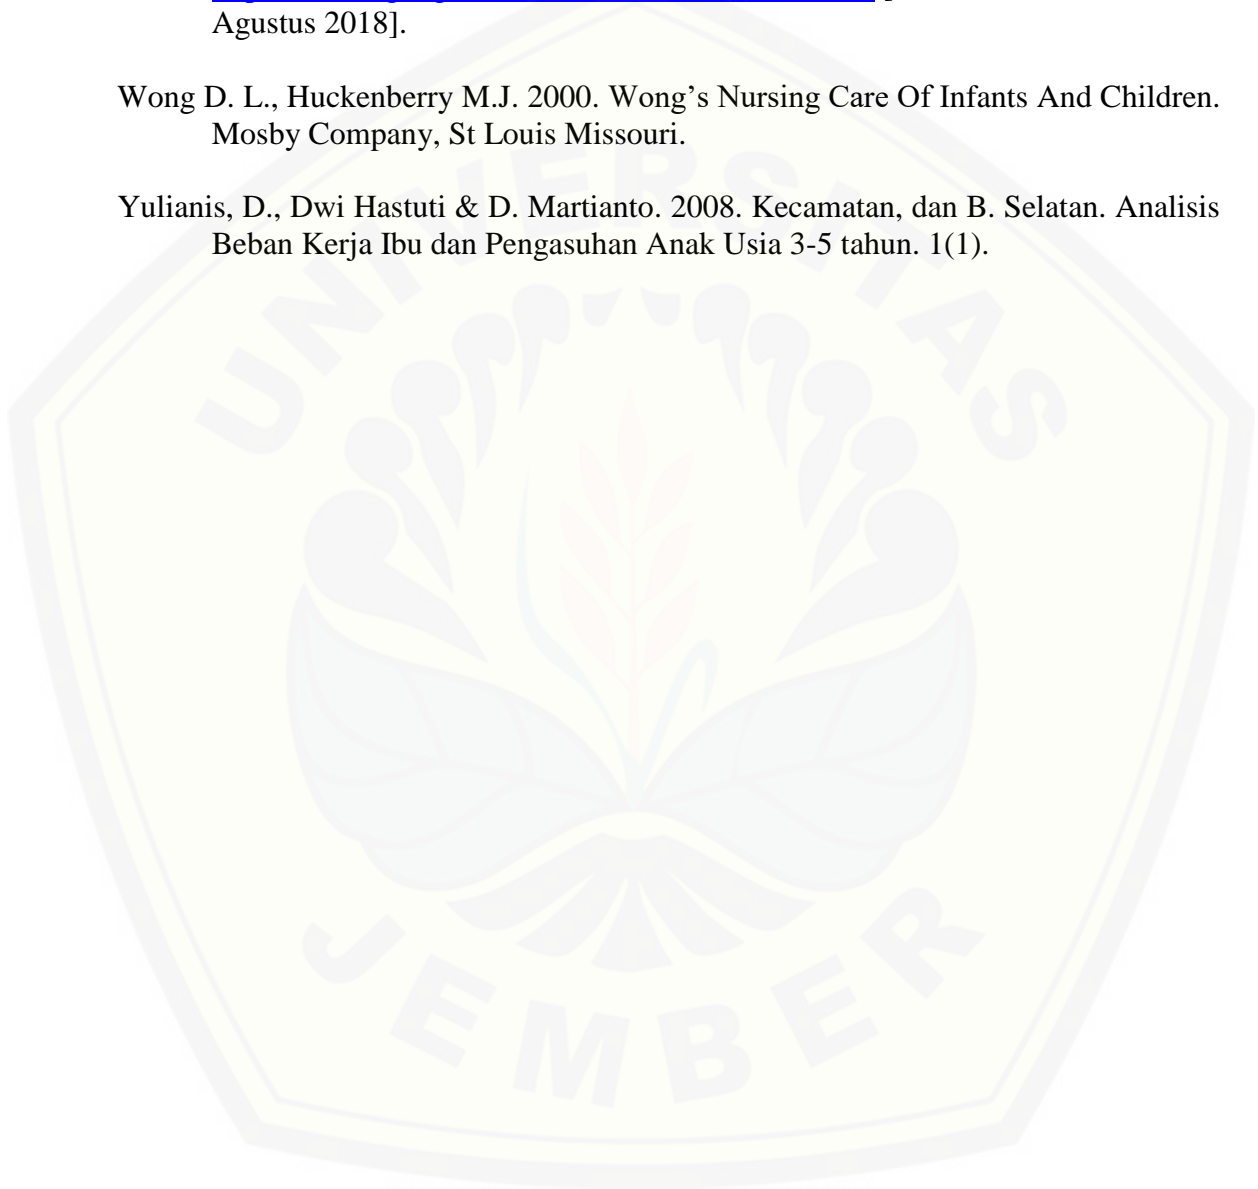 Agustus 2018].
Wong D. L., Huckenberry M.J. 2000. Wong’s Nursing Care Of Infants And Children.
Mosby Company, St Louis Missouri.
Yulianis, D., Dwi Hastuti & D. Martianto. 2008. Kecamatan, dan B. Selatan. Analisis
Beban Kerja Ibu dan Pengasuhan Anak Usia 3-5 tahun. 1(1).
UNIVERSITAS
JEMBER